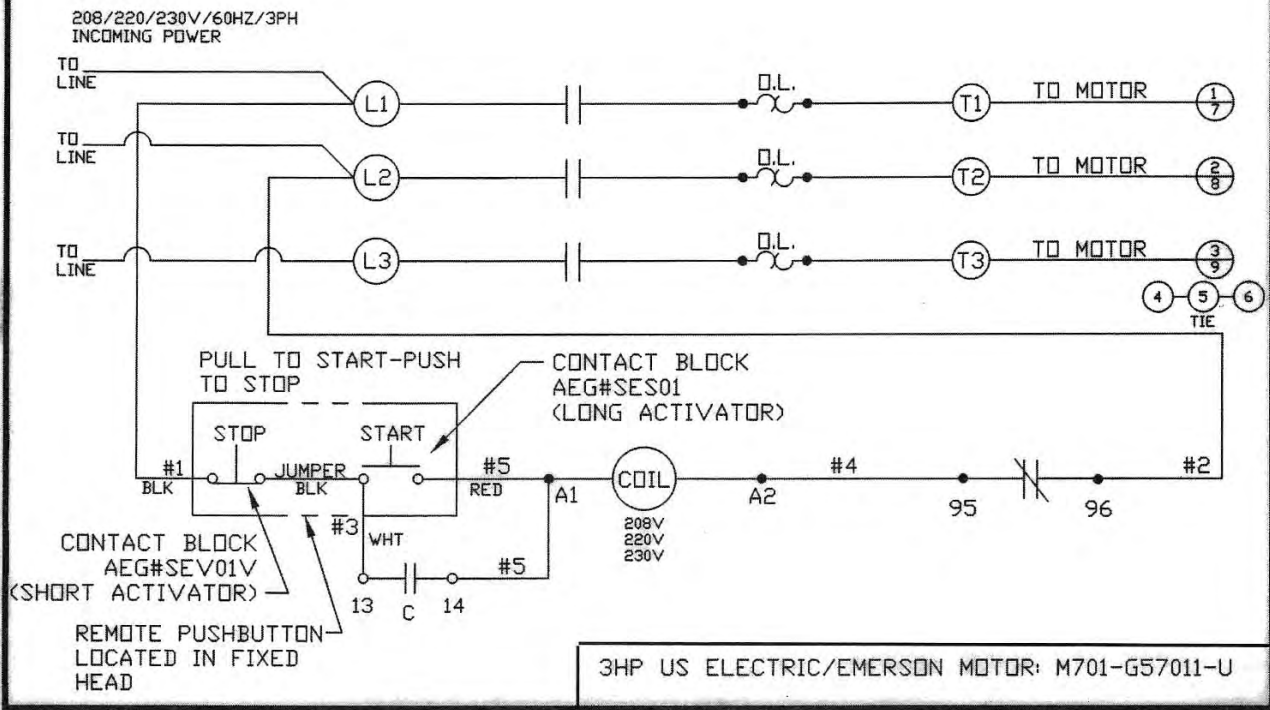 208/220/230V/60HZ/3PH
INCOMING POWER
TO
LINE
L1
O.L.
T1
TO MOTOR
1
7
TO
LINE
L2
O.L.
T2
TO MOTOR
2
8
TO
LINE
L3
O.L.
T3
TO MOTOR
3
9
4
5
6
TIE
PULL TO START-PUSH
TO STOP
CONTACT BLOCK
AEG#SES01
(LONG ACTIVATOR)
STOP
START
#1
BLK
JUMPER
BLK
#5
RED
A1
COIL
208V
220V
230V
A2
#4
95
96
#2
#3
WHT
#5
13
C
14
CONTACT BLOCK
AEG#SEV01V
(SHORT ACTIVATOR)
REMOTE PUSHBUTTON
LOCATED IN FIXED
HEAD
3HP US ELECTRIC/EMERSON MOTOR: M701-G57011-U